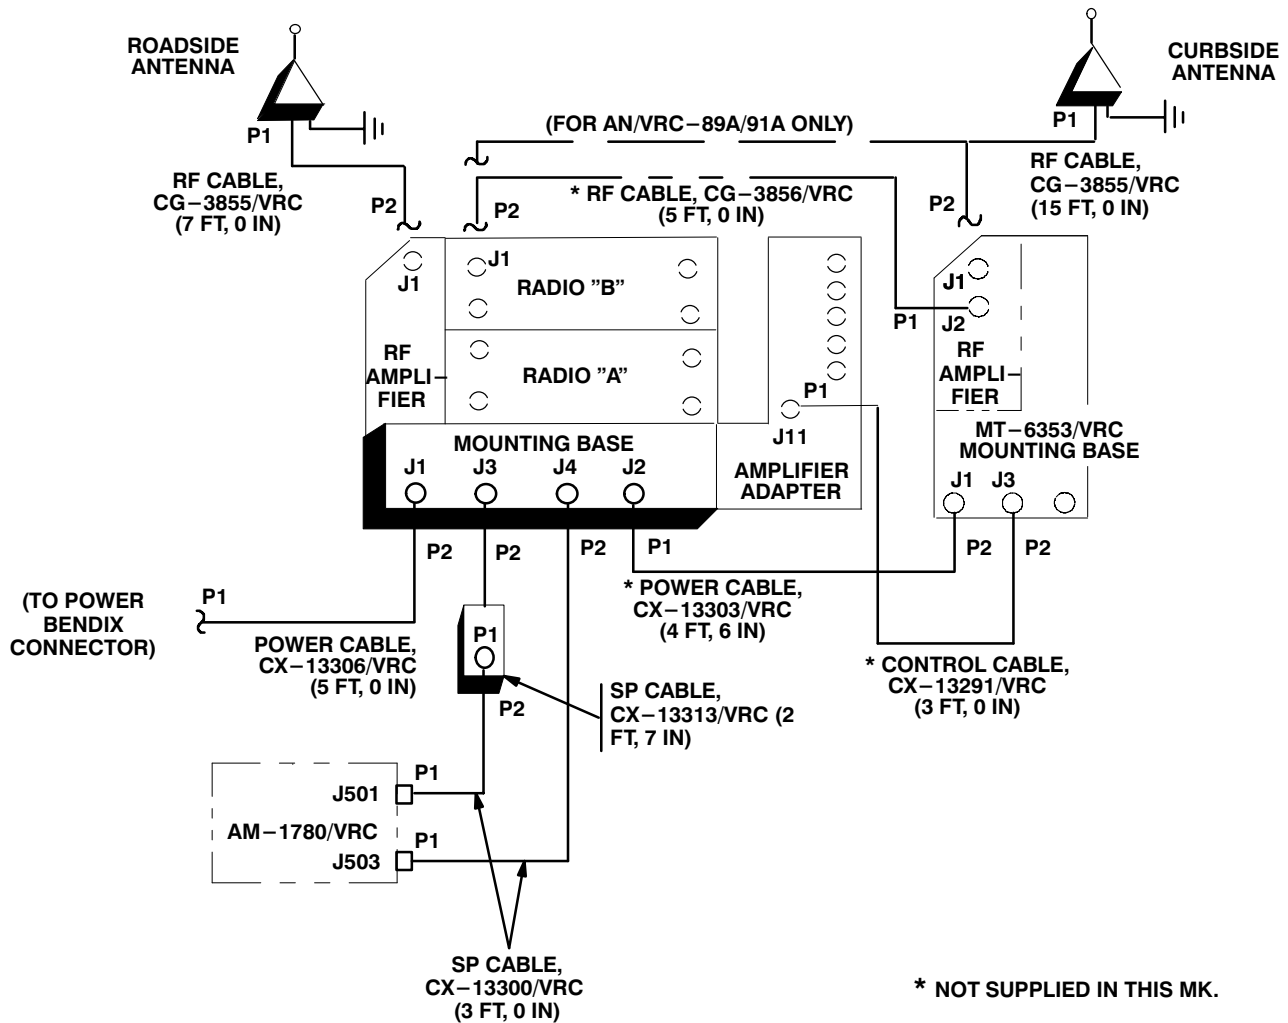 ROADSIDE
ANTENNA
CURBSIDE
ANTENNA
P1
(FOR AN/VRC-89A/91A ONLY)
P1
RF CABLE,
CG-3855/VRC
(7 FT, 0 IN)
P2
P2
* RF CABLE, CG-3856/VRC
(5 FT, 0 IN)
P2
RF CABLE,
CG-3855/VRC
(15 FT, 0 IN)
J1
J1
RADIO "B"
J1
P1
J2
RF
AMPLI-
FIER
RADIO "A"
P1
J11
RF
AMPLI-
FIER
MT-6353/VRC
MOUNTING BASE
MOUNTING BASE
J1
J3
J4
J2
AMPLIFIER
ADAPTER
J1
J3
P2
P2
P2
P1
P2
P2
(TO POWER
BENDIX
CONNECTOR)
P1
POWER CABLE,
CX-13306/VRC
(5 FT, 0 IN)
* POWER CABLE,
CX-13303/VRC
(4 FT, 6 IN)
P1
P2
SP CABLE,
CX-13313/VRC (2
FT, 7 IN)
* CONTROL CABLE,
CX-13291/VRC
(3 FT, 0 IN)
P1
J501
AM-1780/VRC
P1
J503
SP CABLE,
CX-13300/VRC
(3 FT, 0 IN)
* NOT SUPPLIED IN THIS MK.